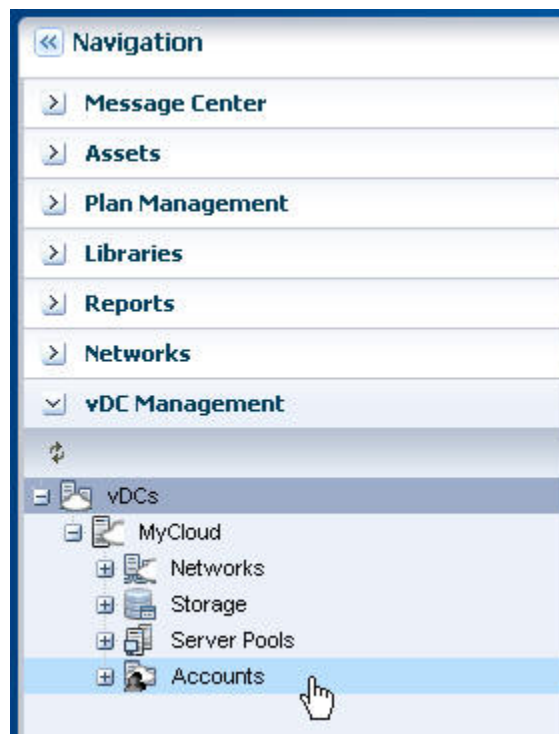 Navigation
Message Center
Assets
Plan Management
Libraries
Reports
Networks
vDC Management
vDCs
MyCloud
Networks
Storage
Server Pools
Accounts